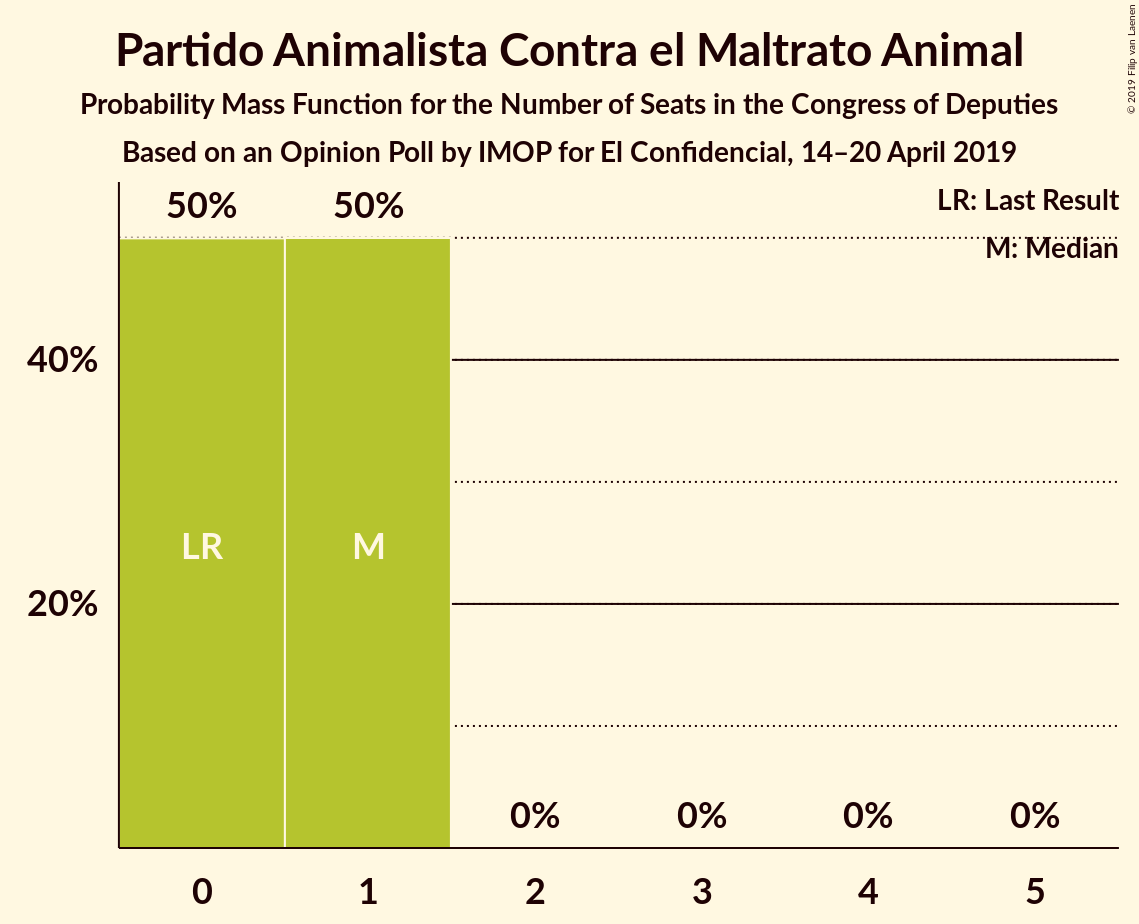 Partido Animalista Contra el Maltrato Animal
Probability Mass Function for the Number of Seats in the Congress of Deputies
Based on an Opinion Poll by IMOP for El Confidencial, 14–20 April 2019
© 2019 Filip van Laenen
LR: Last Result
M: Median
50% 50%
40%
LR M
20%
0% 0% 0% 0%
0 1 2 3 4 5